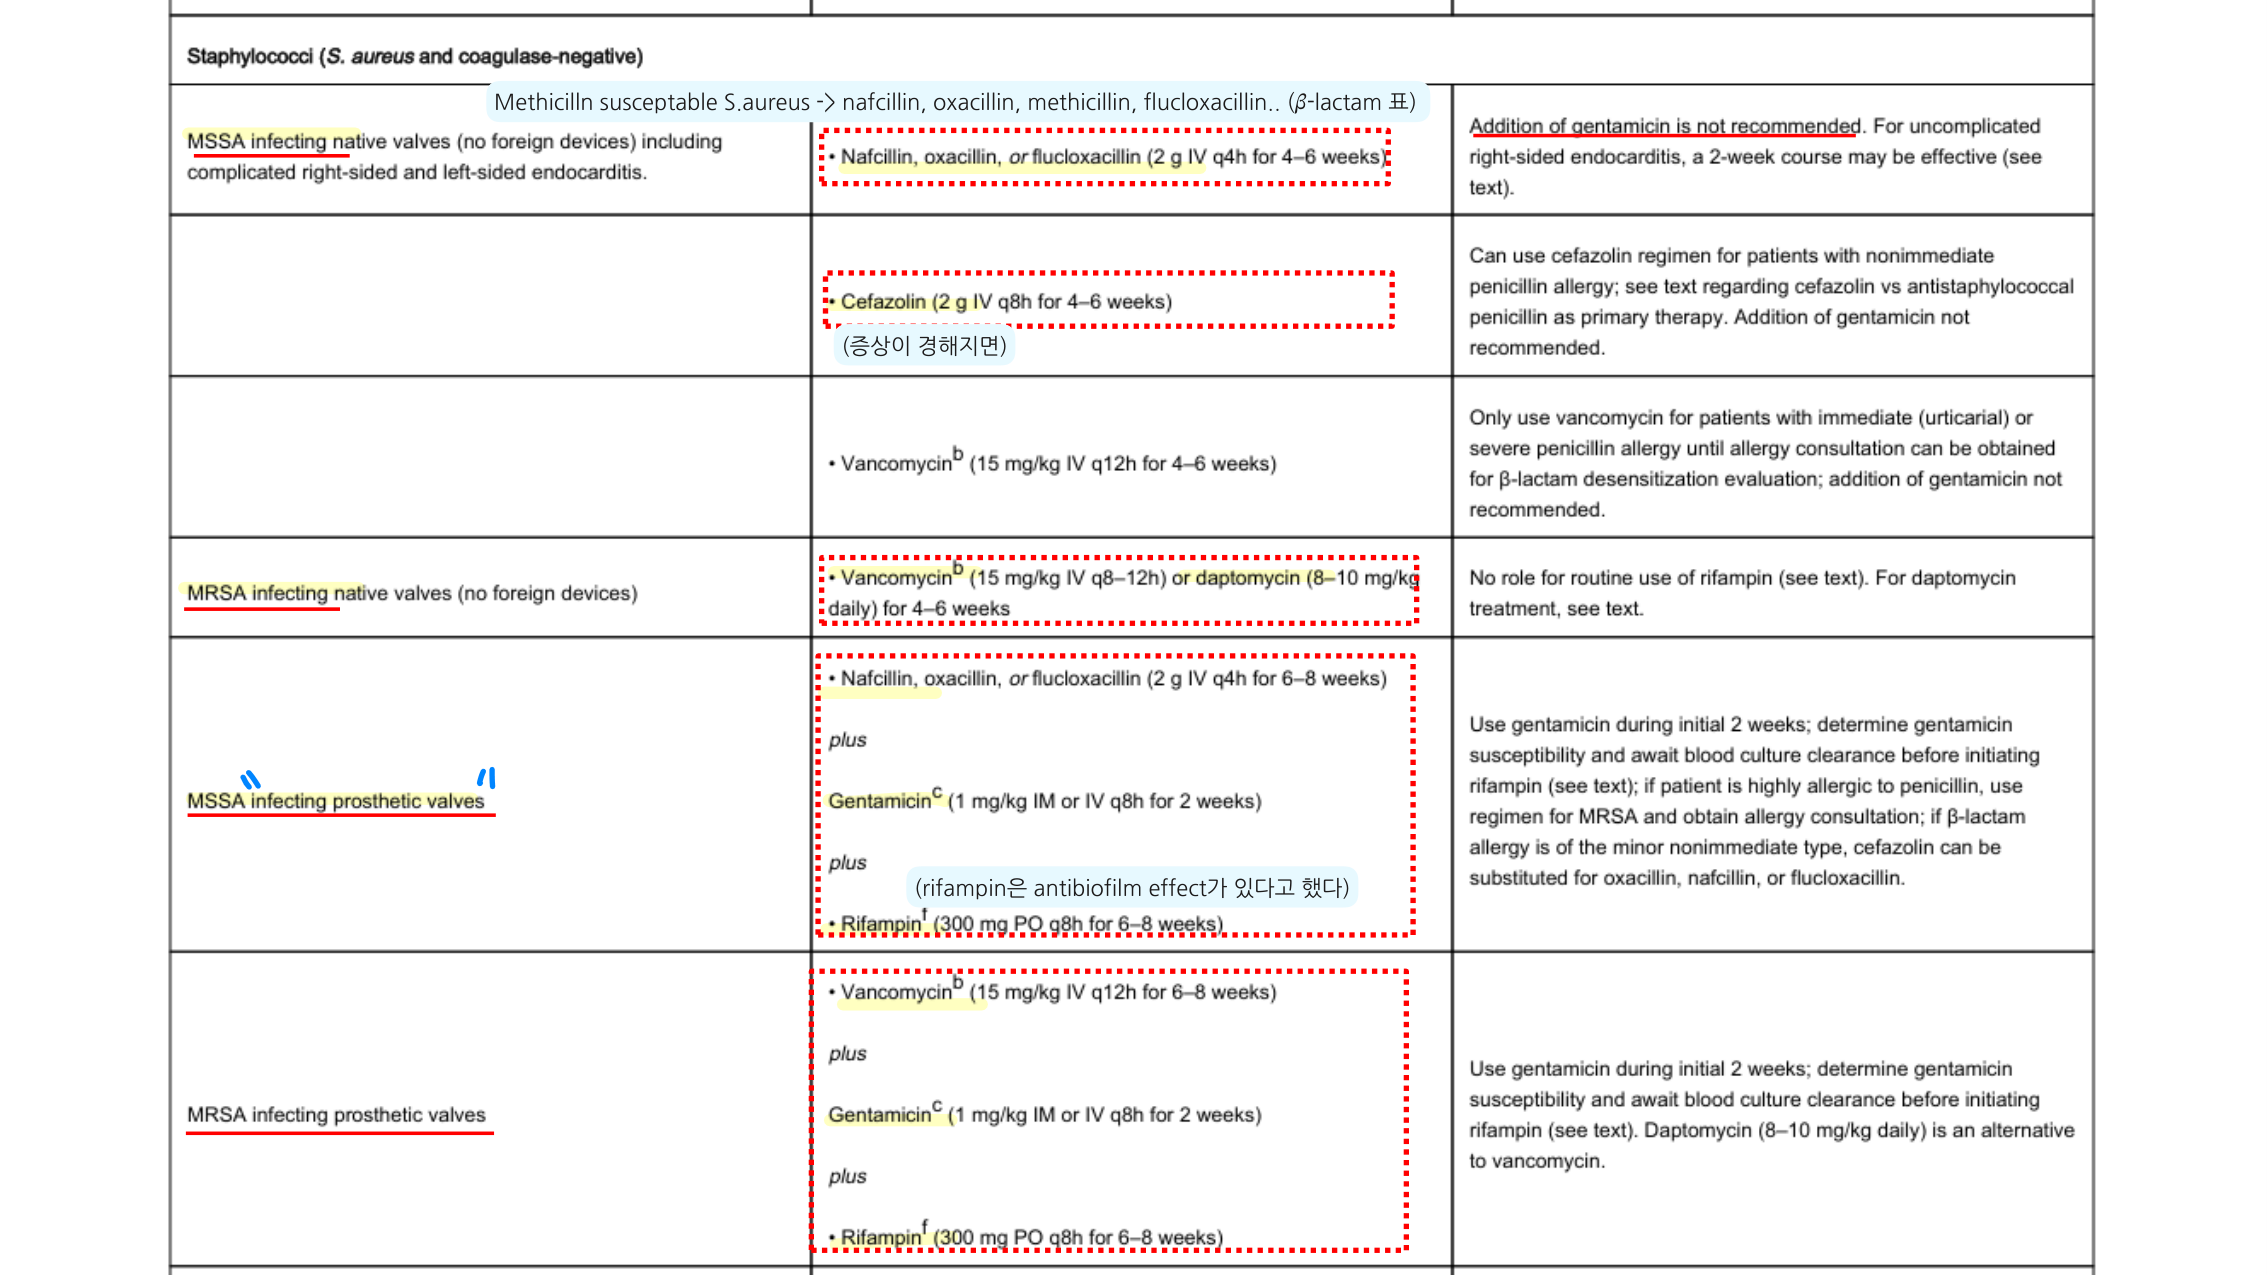 Staphylococci (S. aureus and coagulase-negative)
Methicilln susceptable S.aureus -> nafcillin, oxacillin, methicillin, flucloxacillin.. (β-lactam 표)
MSSA infecting native valves (no foreign devices) including
complicated right-sided and left-sided endocarditis.
• Nafcillin, oxacillin, or flucloxacillin (2 g IV q4h for 4–6 weeks)
Addition of gentamicin is not recommended. For uncomplicated
right-sided endocarditis, a 2-week course may be effective (see
text).
• Cefazolin (2 g IV q8h for 4–6 weeks)
(증상이 경해지면)
Can use cefazolin regimen for patients with nonimmediate
penicillin allergy; see text regarding cefazolin vs antistaphylococcal
penicillin as primary therapy. Addition of gentamicin not
recommended.
• Vancomycinb (15 mg/kg IV q12h for 4–6 weeks)
Only use vancomycin for patients with immediate (urticarial) or
severe penicillin allergy until allergy consultation can be obtained
for β-lactam desensitization evaluation; addition of gentamicin not
recommended.
MRSA infecting native valves (no foreign devices)
• Vancomycinb (15 mg/kg IV q8–12h) or daptomycin (8–10 mg/kg
daily) for 4–6 weeks
No role for routine use of rifampin (see text). For daptomycin
treatment, see text.
MSSA infecting prosthetic valves
• Nafcillin, oxacillin, or flucloxacillin (2 g IV q4h for 6–8 weeks)
plus
Gentamicinc (1 mg/kg IM or IV q8h for 2 weeks)
plus
(rifampin은 antibiofilm effect가 있다고 했다)
• Rifampinf (300 mg PO q8h for 6–8 weeks)
Use gentamicin during initial 2 weeks; determine gentamicin
susceptibility and await blood culture clearance before initiating
rifampin (see text); if patient is highly allergic to penicillin, use
regimen for MRSA and obtain allergy consultation; if β-lactam
allergy is of the minor nonimmediate type, cefazolin can be
substituted for oxacillin, nafcillin, or flucloxacillin.
MRSA infecting prosthetic valves
• Vancomycinb (15 mg/kg IV q12h for 6–8 weeks)
plus
Gentamicinc (1 mg/kg IM or IV q8h for 2 weeks)
plus
• Rifampinf (300 mg PO q8h for 6–8 weeks)
Use gentamicin during initial 2 weeks; determine gentamicin
susceptibility and await blood culture clearance before initiating
rifampin (see text). Daptomycin (8–10 mg/kg daily) is an alternative
to vancomycin.